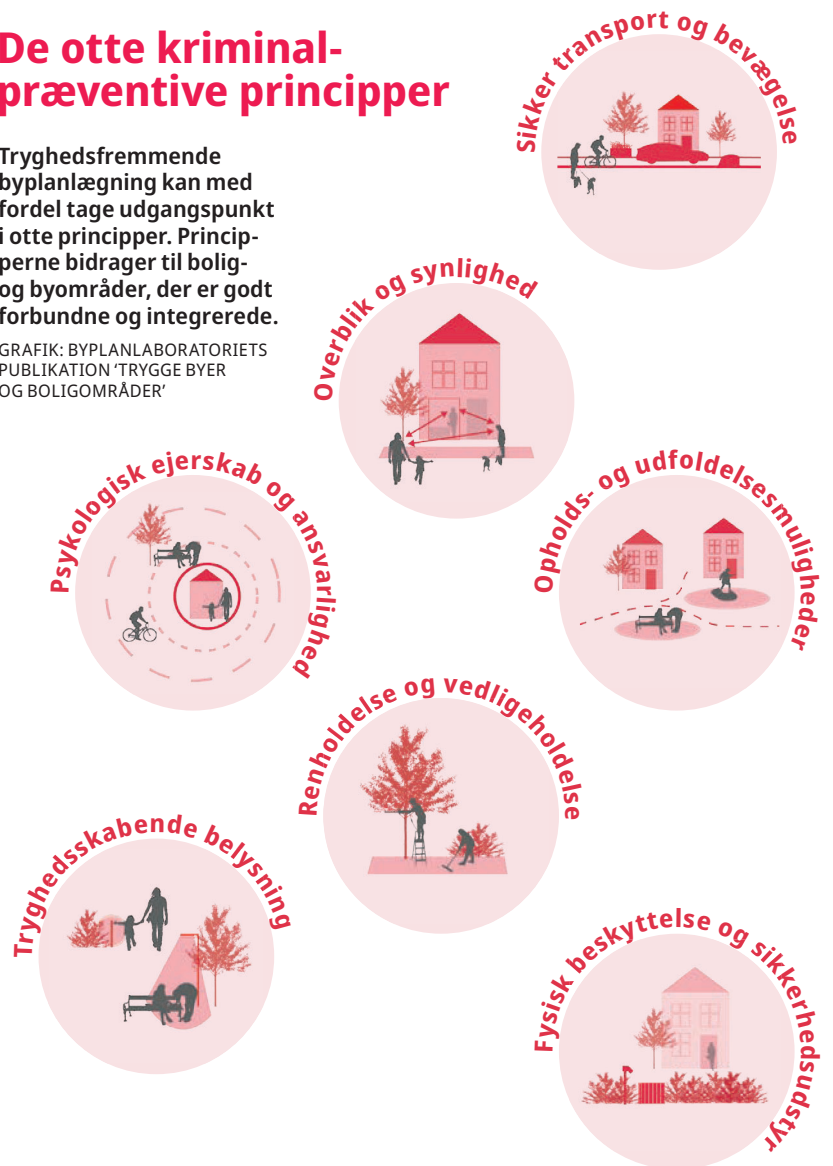 De otte kriminal-
præventive principper
Tryghedsfremmende
byplanlægning kan med
fordel tage udgangspunkt
i otte principper. Princip-
perne bidrager til bolig-
og byområder, der er godt
forbundne og integrerede.
GRAFIK: BYPLANLABORATORIETS
PUBLIKATION ‘TRYGGE BYER
OG BOLIGOMRÅDER’
Sikker transport og bevægelse
Overblik og synlighed
Psykologisk ejerskab og ansvarlighed
Opholds- og udfoldelsesmuligheder
Renholdelse og vedligeholdelse
Tryghedsskabende belysning
Fysisk beskyttelse og sikkerhedsudstyr